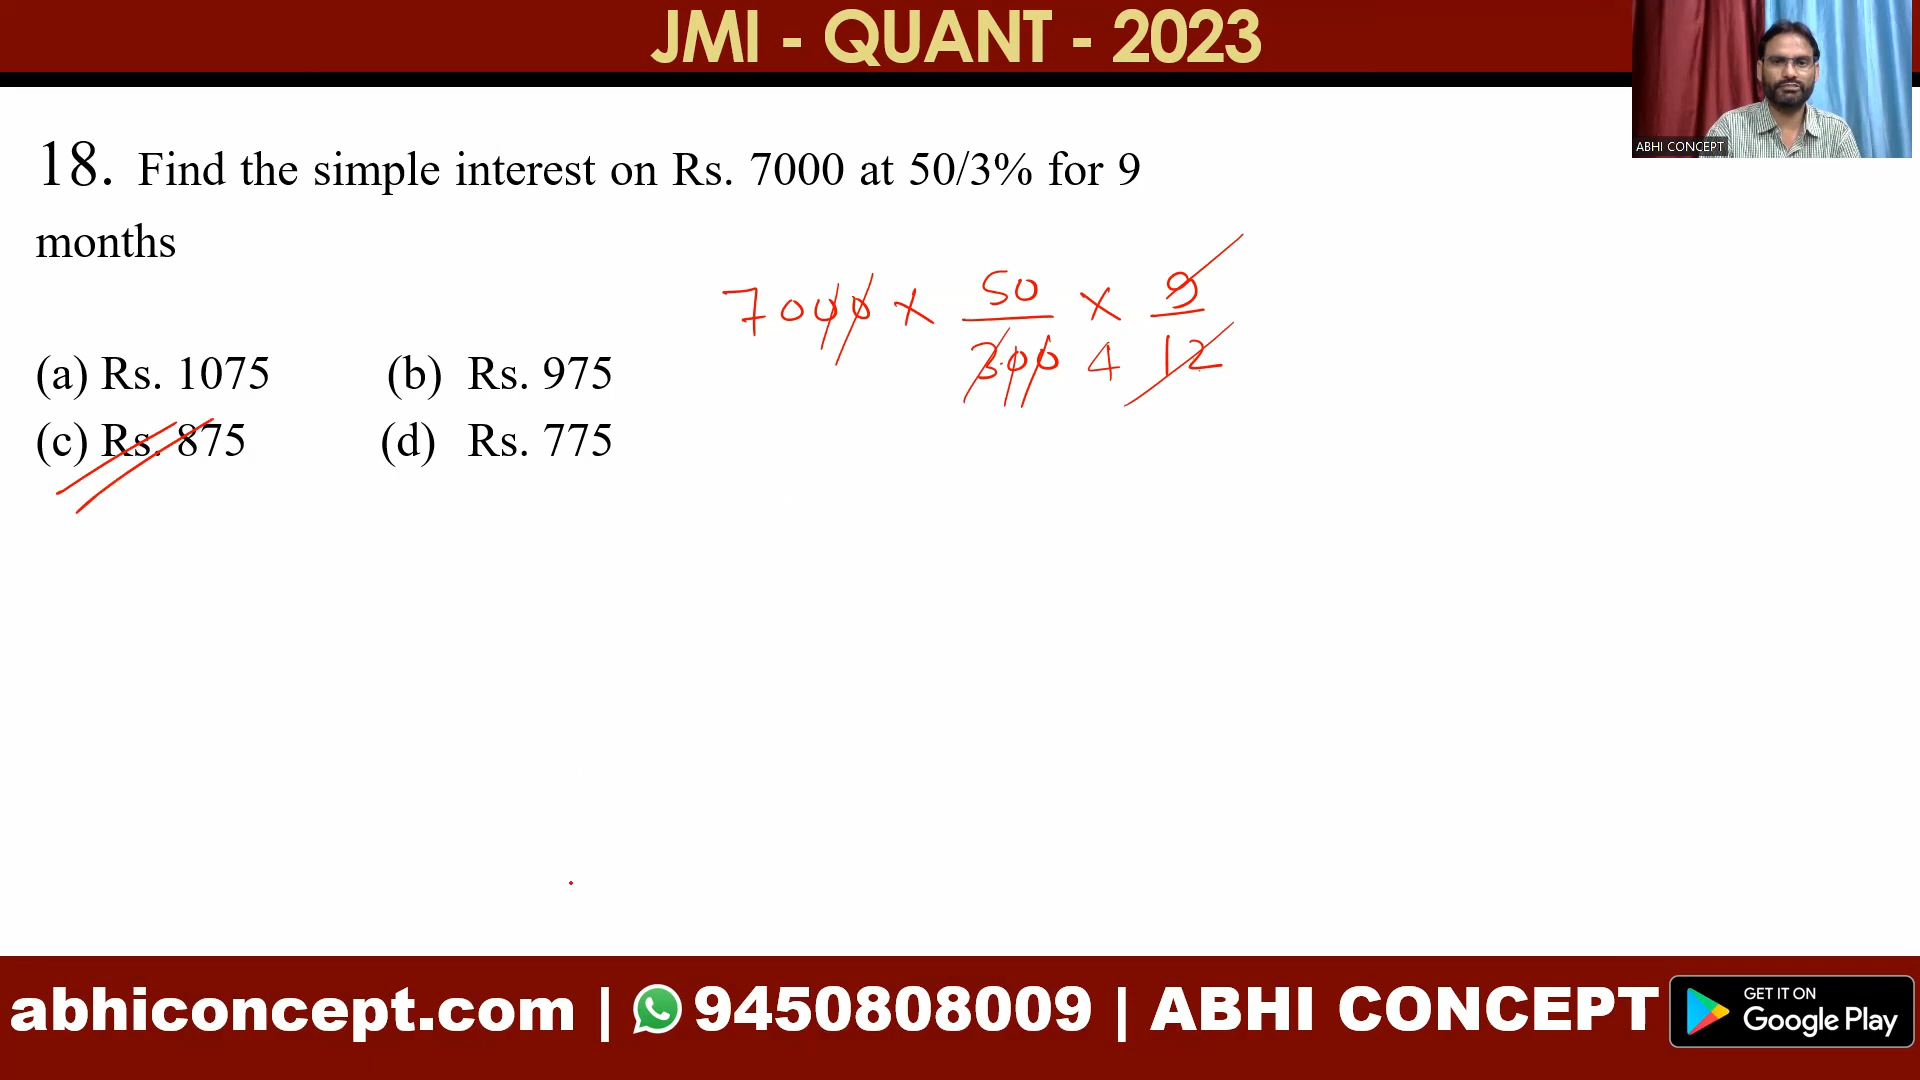 JMI - QUANT - 2023
ABHI CONCEPT
18. Find the simple interest on Rs. 7000 at 50/3% for 9
months
7000 x 50/300 x 9/12
4
(a) Rs. 1075 (b) Rs. 975
(c) Rs. 875 (d) Rs. 775
abhiconcept.com | 9450808009 | ABHI CONCEPT
GET IT ON
Google Play